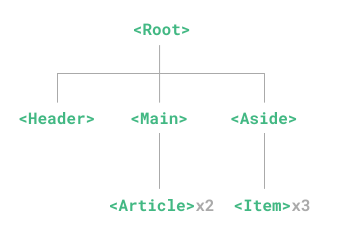 <Root>
<Header> <Main> <Aside>
<Article>x2 <Item>x3